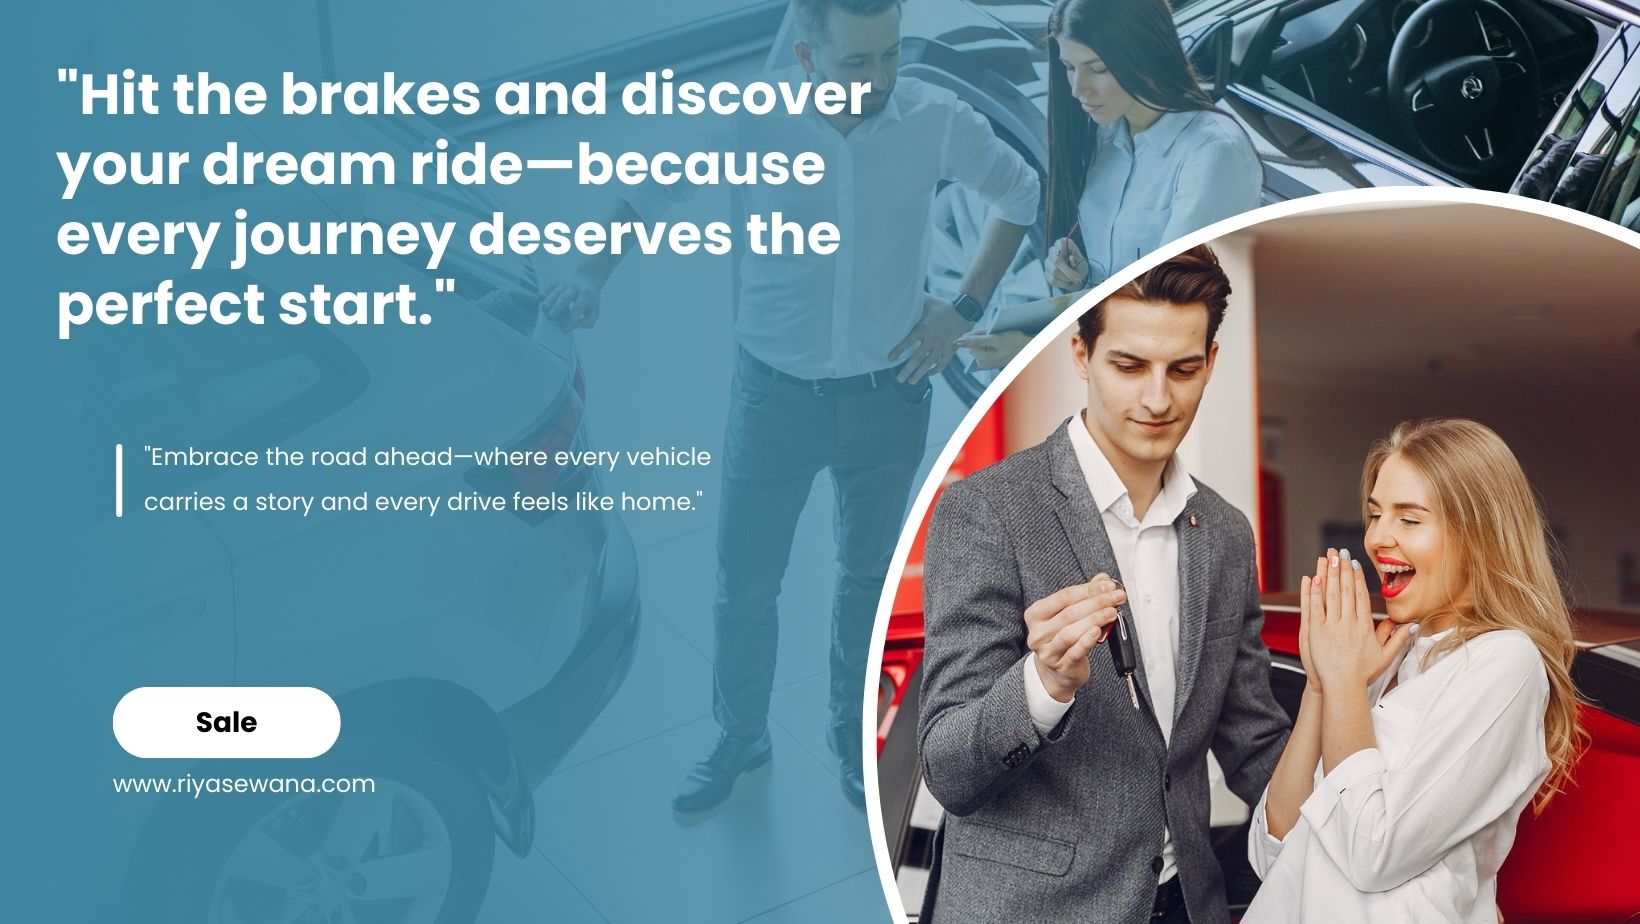 "Hit the brakes and discover
your dream ride—because
every journey deserves the
perfect start."
"Embrace the road ahead—where every vehicle
carries a story and every drive feels like home."
Sale
www.riyasewana.com